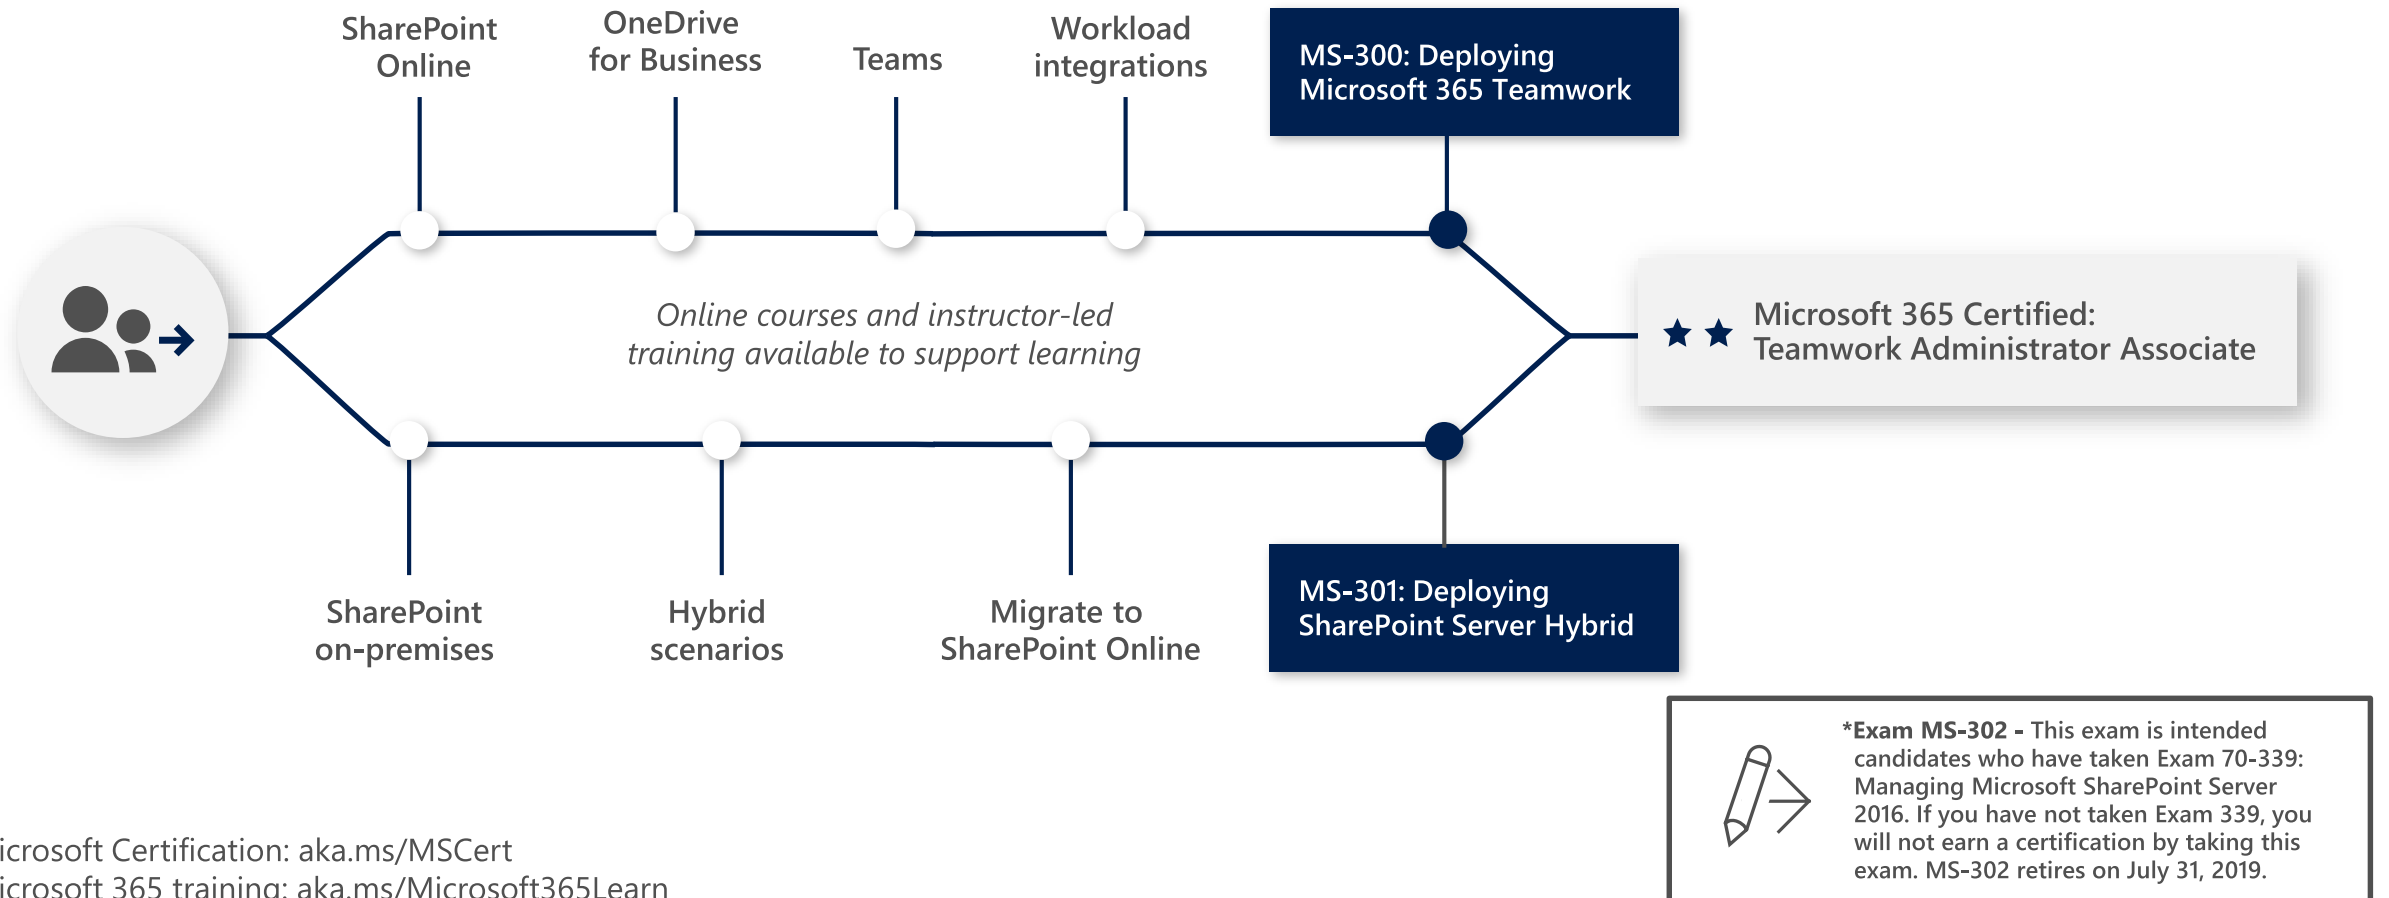 SharePoint
Online
OneDrive
for Business
Teams
Workload
integrations
MS-300: Deploying
Microsoft 365 Teamwork
Online courses and instructor-led
training available to support learning
Microsoft 365 Certified:
Teamwork Administrator Associate
SharePoint
on-premises
Hybrid
scenarios
Migrate to
SharePoint Online
MS-301: Deploying
SharePoint Server Hybrid
*Exam MS-302 - This exam is intended
candidates who have taken Exam 70-339:
Managing Microsoft SharePoint Server
2016. If you have not taken Exam 339, you
will not earn a certification by taking this
exam. MS-302 retires on July 31, 2019.
icrosoft Certification: aka.ms/MSCert
icrosoft 365 training: aka.ms/Microsoft365Learn